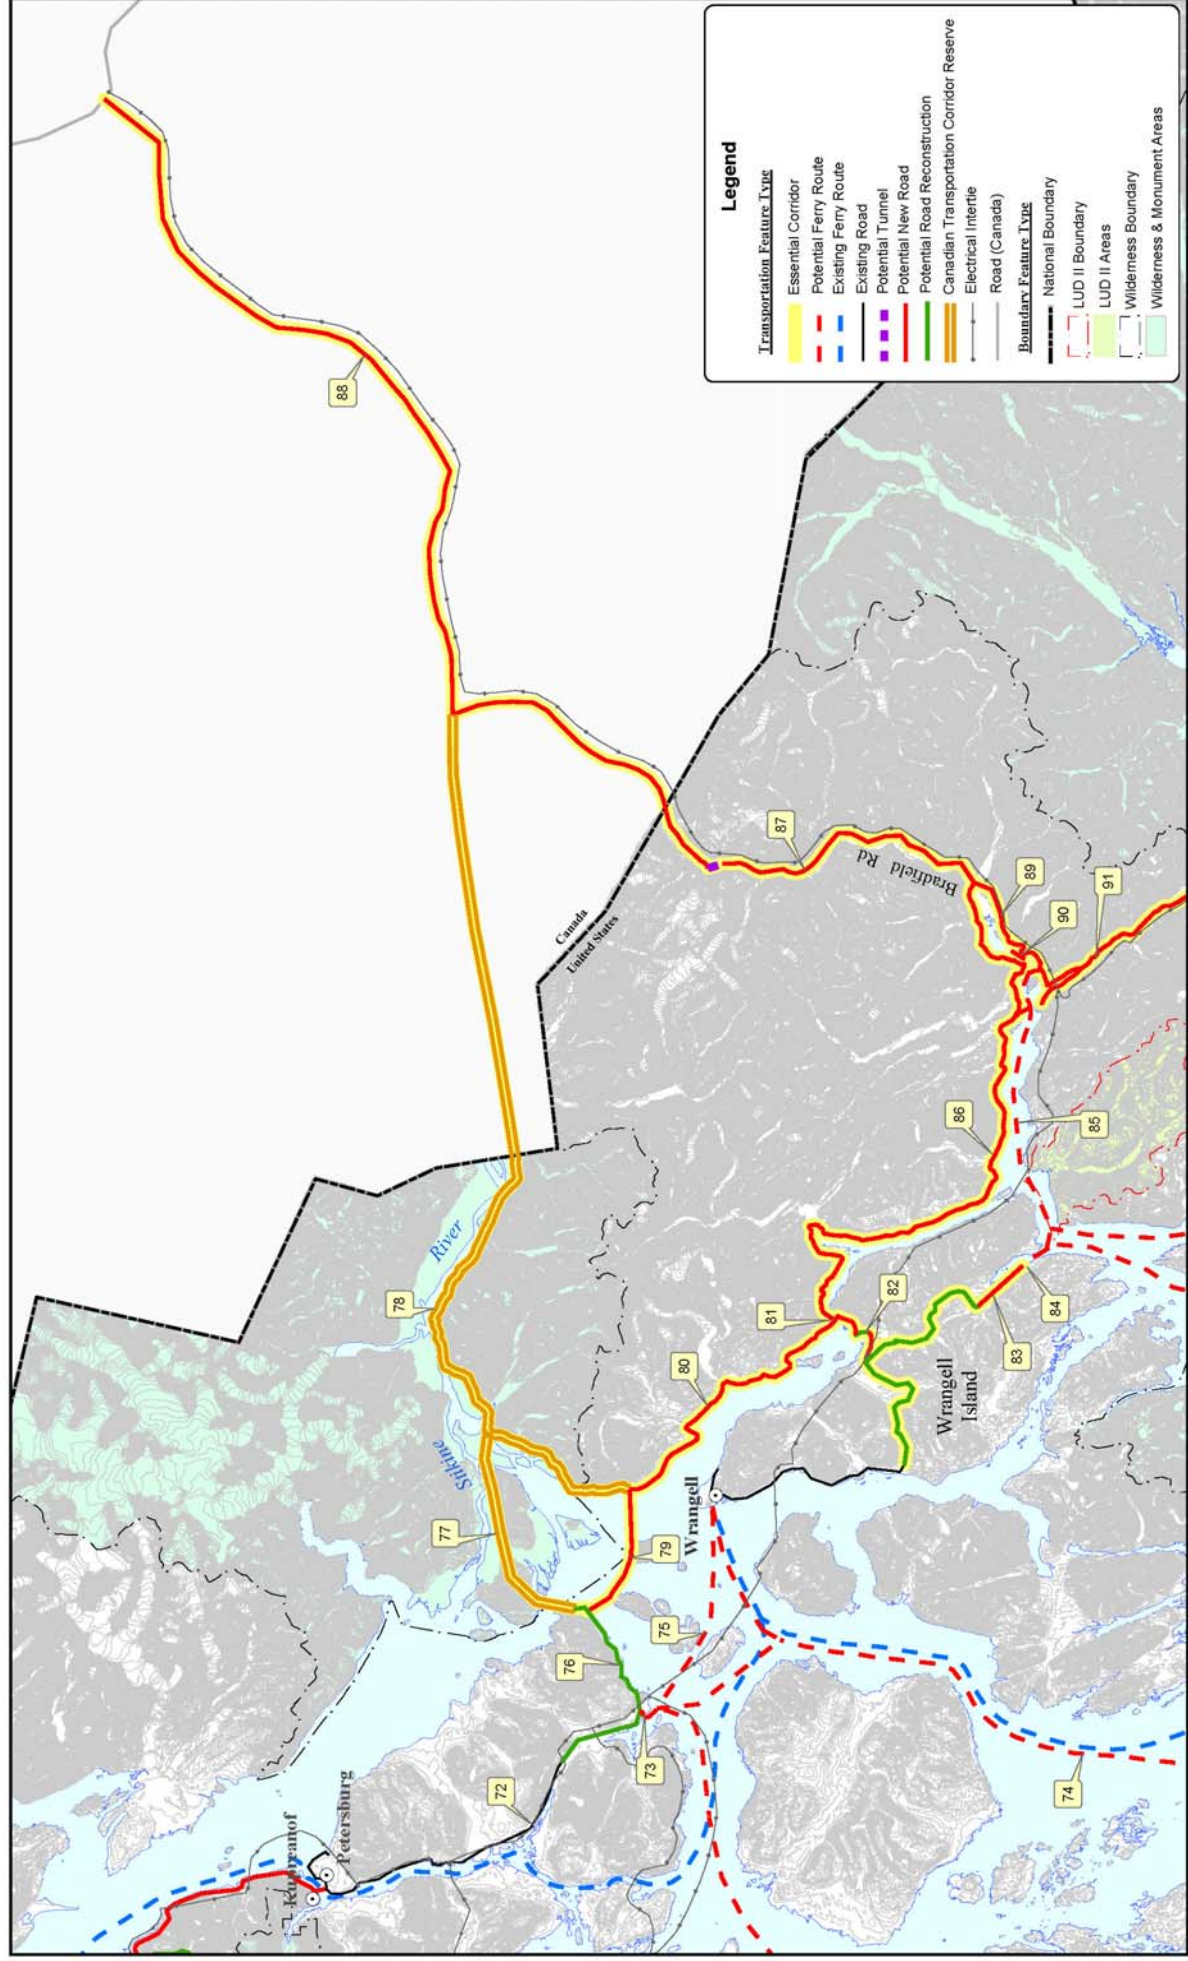 Legend
Transportation Feature Type
Essential Corridor
Potential Ferry Route
Existing Ferry Route
Existing Road
Potential Tunnel
Potential New Road
Potential Road Reconstruction
Canadian Transportation Corridor Reserve
Electrical Intertie
Road (Canada)
Boundary Feature Type
National Boundary
LUD II Boundary
LUD II Areas
Wilderness Boundary
Wilderness & Monument Areas
Kupreanof
Petersburg
72
73
74
75
76
77
Stikine
River
78
79
Wrangell
80
81
82
83
84
Wrangell
Island
85
86
87
Bradfield Rd
88
89
90
91
Canada
United States